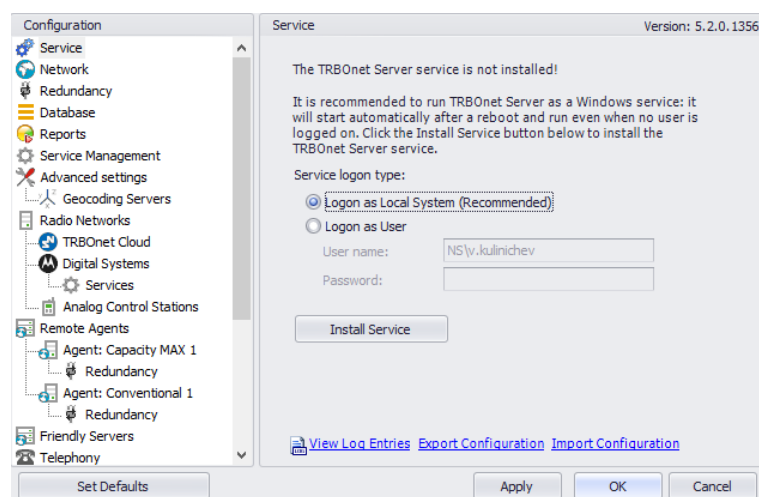 Configuration
Service
Network
Redundancy
Database
Reports
Service Management
Advanced settings
Geocoding Servers
Radio Networks
TRBOnet Cloud
Digital Systems
Services
Analog Control Stations
Remote Agents
Agent: Capacity MAX 1
Redundancy
Agent: Conventional 1
Redundancy
Friendly Servers
Telephony
Set Defaults
Service Version: 5.2.0.1356
The TRBOnet Server service is not installed!
It is recommended to run TRBOnet Server as a Windows service: it
will start automatically after a reboot and run even when no user is
logged on. Click the Install Service button below to install the
TRBOnet Server service.
Service logon type:
Logon as Local System (Recommended)
Logon as User
User name: NS\v.kulinichev
Password:
Install Service
View Log Entries Export Configuration Import Configuration
Apply OK Cancel